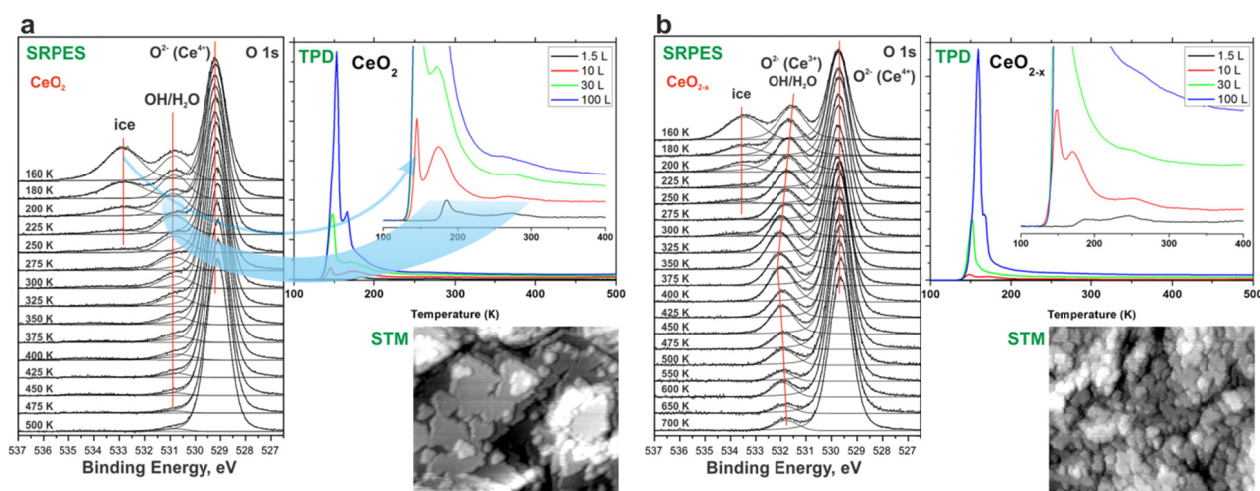 a
SRPES
O²⁻ (Ce⁴⁺)
O 1s
CeO₂
OH/H₂O
ice
160 K
180 K
200 K
225 K
250 K
275 K
300 K
325 K
350 K
375 K
400 K
425 K
450 K
475 K
500 K
537 536 535 534 533 532 531 530 529 528 527
Binding Energy, eV
TPD
CeO₂
1.5 L
10 L
30 L
100 L
100 200 300 400
100 200 300 400 500
Temperature (K)
STM
b
SRPES
O²⁻ (Ce³⁺)
O 1s
CeO₂₋ₓ
OH/H₂O
O²⁻ (Ce⁴⁺)
ice
160 K
180 K
200 K
225 K
250 K
275 K
300 K
325 K
350 K
375 K
400 K
425 K
450 K
475 K
500 K
550 K
600 K
650 K
700 K
537 536 535 534 533 532 531 530 529 528 527
Binding Energy, eV
TPD
CeO₂₋ₓ
1.5 L
10 L
30 L
100 L
100 200 300 400
100 200 300 400 500
Temperature (K)
STM